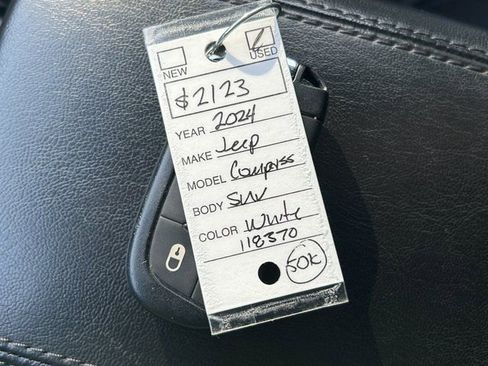 NEW USED
$2123
YEAR 2024
MAKE Jeep
MODEL Compass
BODY SUV
COLOR White
118370
50K